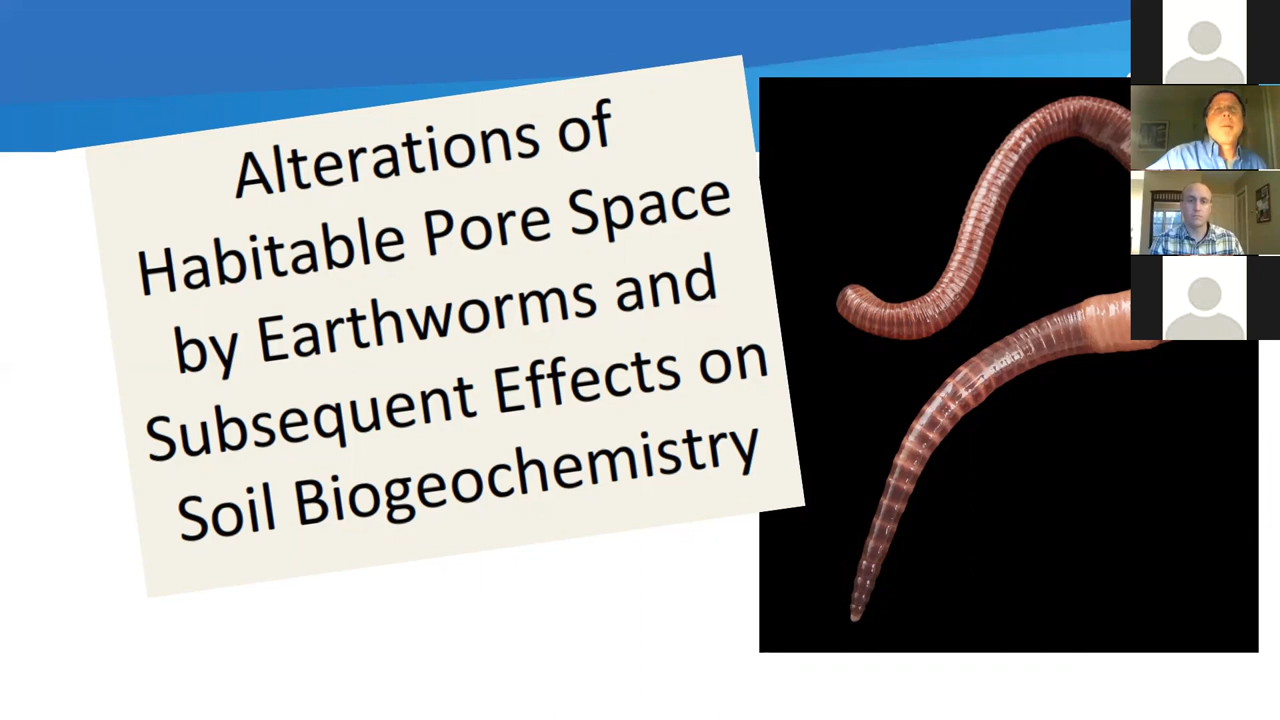 Alterations of
Habitable Pore Space
by Earthworms and
Subsequent Effects on
Soil Biogeochemistry